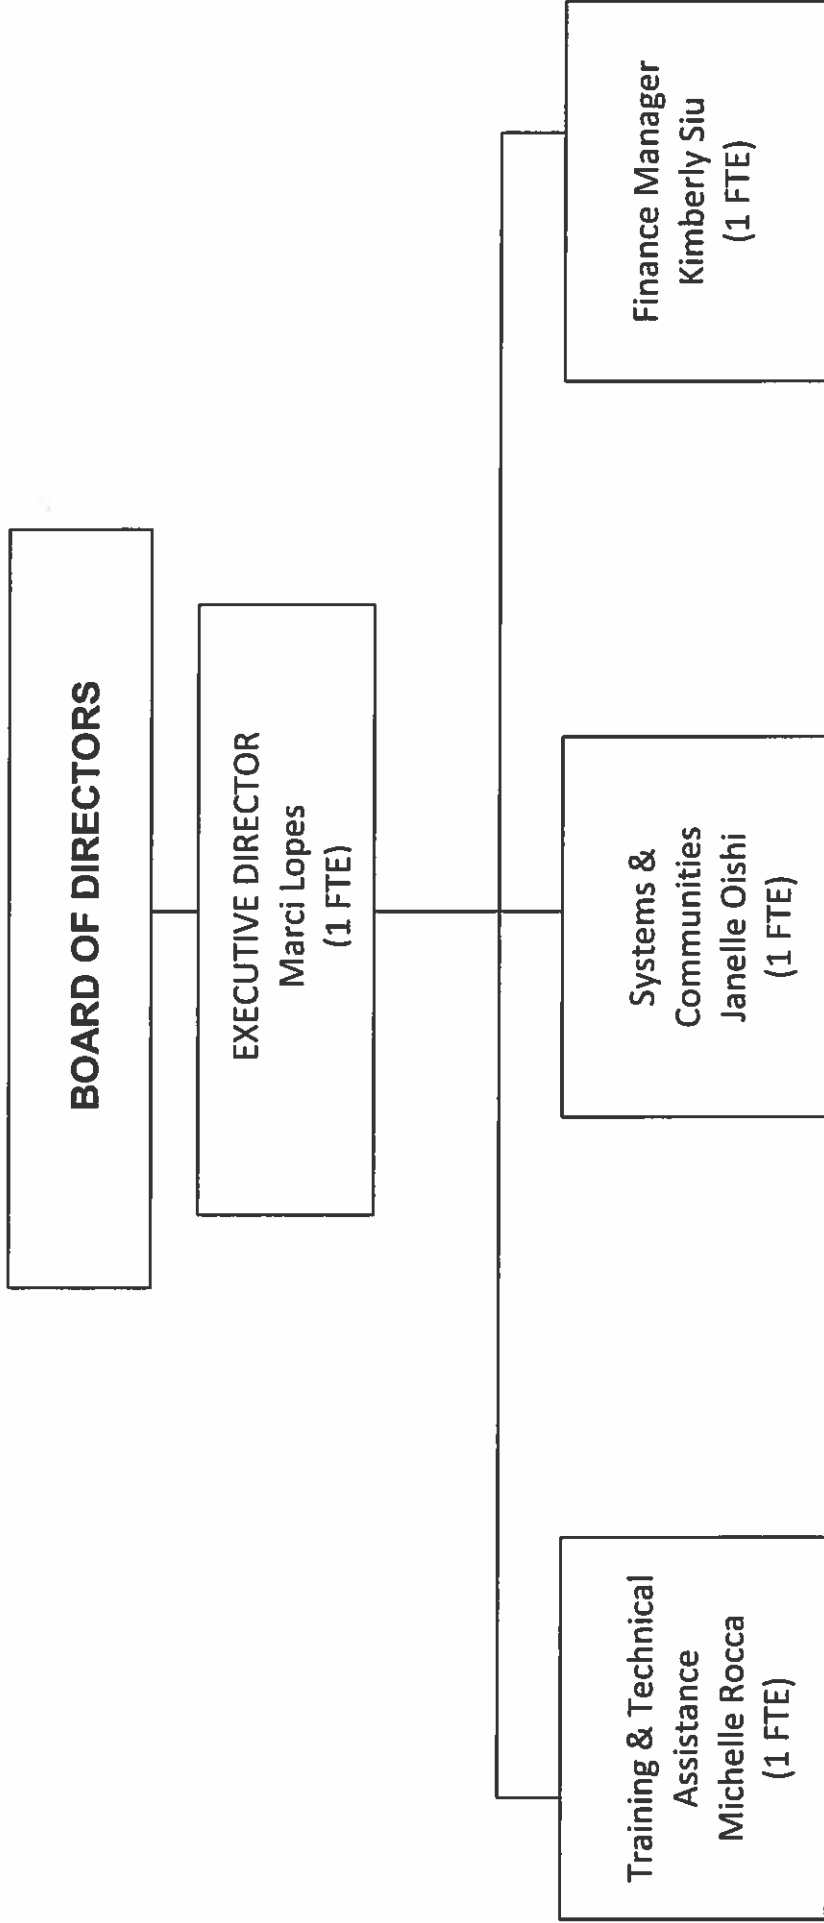 BOARD OF DIRECTORS
EXECUTIVE DIRECTOR
Marci Lopes
(1 FTE)
Training & Technical
Assistance
Michelle Rocca
(1 FTE)
Systems &
Communities
Janelle Oishi
(1 FTE)
Finance Manager
Kimberly Siu
(1 FTE)